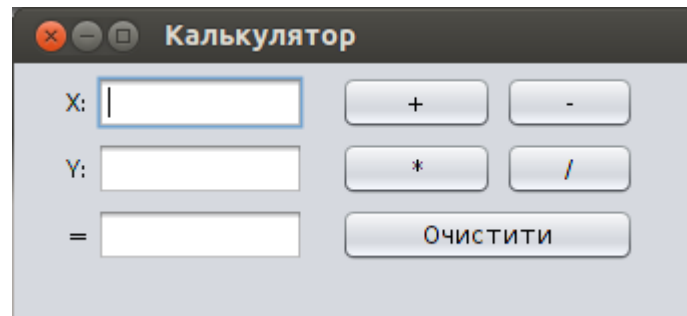 Калькулятор
X: + -
Y: * /
= Очистити